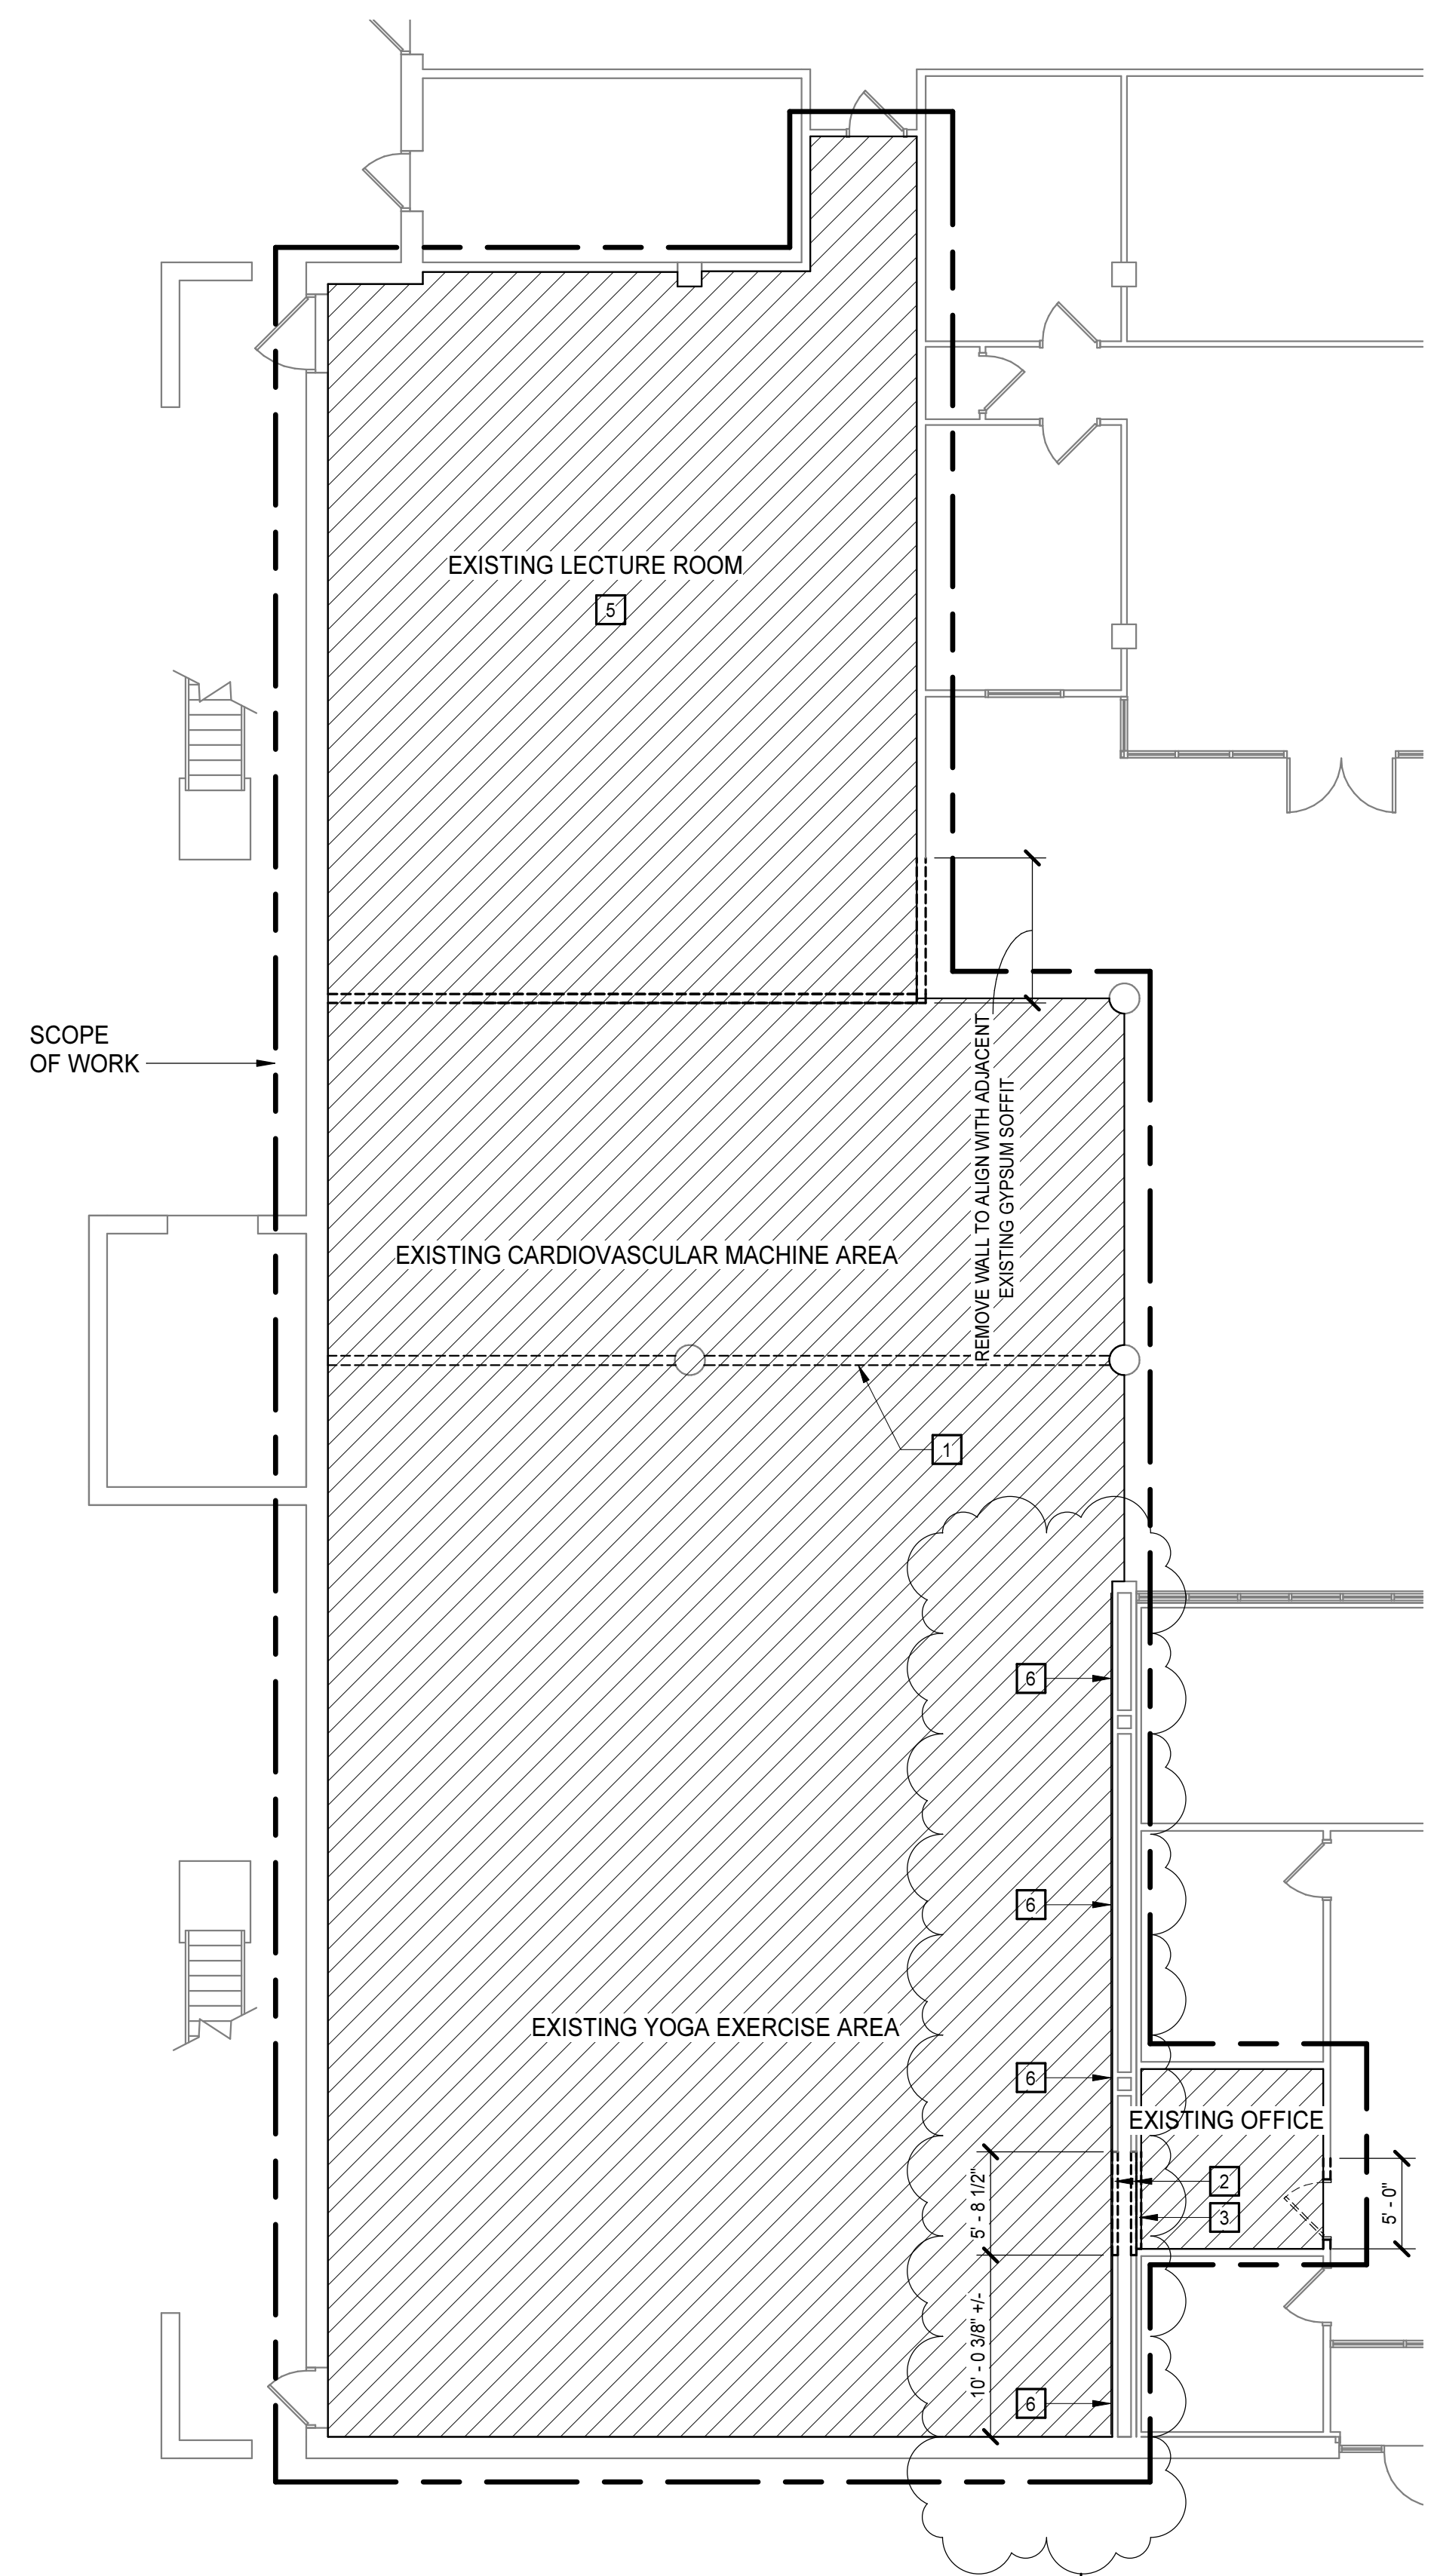 EXISTING LECTURE ROOM
5
SCOPE
OF WORK
REMOVE WALL TO ALIGN WITH ADJACENT
EXISTING GYPSUM SOFFIT
EXISTING CARDIOVASCULAR MACHINE AREA
1
6
6
EXISTING YOGA EXERCISE AREA
6
EXISTING OFFICE
2
3
5' - 8 1/2"
5' - 0"
10' - 0 3/8" +/-
6